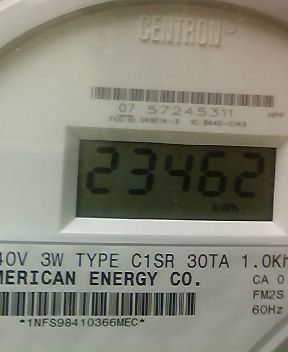 CENTRON®
07 57245311 HPP
23462
kWh
40V 3W TYPE C1SR 30TA 1.0Kh
MERICAN ENERGY CO.
CA 0
FM2S
60Hz
*1NFS98410366MEC*